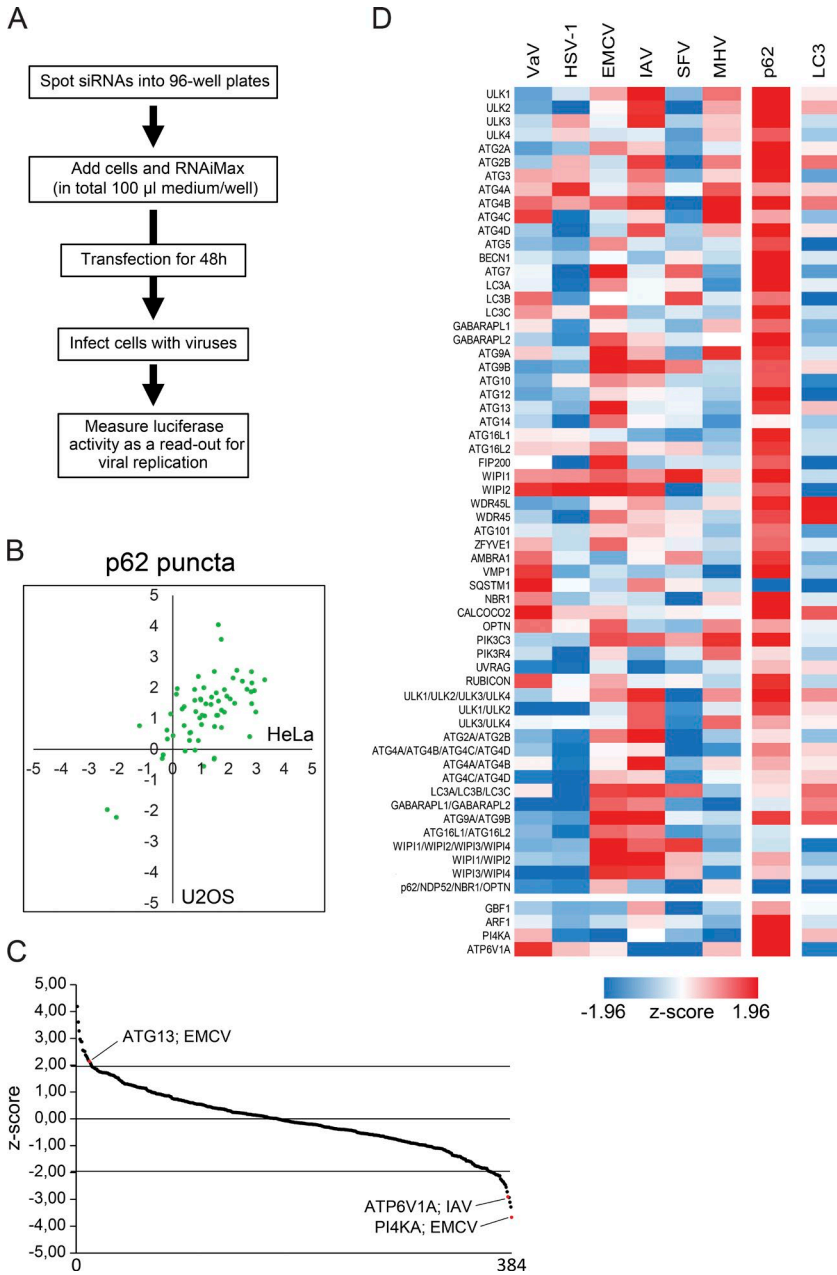 A
Spot siRNAs into 96-well plates
Add cells and RNAiMax
(in total 100 µl medium/well)
Transfection for 48h
Infect cells with viruses
Measure luciferase
activity as a read-out for
viral replication
B
p62 puncta
5
4
3
2
1
0
-1
-2
-3
-4
-5
-5 -4 -3 -2 -1 0 1 2 3 4 5
HeLa
U2OS
C
z-score
5,00
4,00
3,00
2,00
1,00
0,00
-1,00
-2,00
-3,00
-4,00
-5,00
ATG13; EMCV
ATP6V1A; IAV
PI4KA; EMCV
0 384
D
VaV HSV-1 EMCV IAV SFV MHV p62 LC3
ULK1
ULK2
ULK3
ULK4
ATG2A
ATG2B
ATG3
ATG4A
ATG4B
ATG4C
ATG4D
ATG5
BECN1
ATG7
LC3A
LC3B
LC3C
GABARAPL1
GABARAPL2
ATG9A
ATG9B
ATG10
ATG12
ATG13
ATG14
ATG16L1
ATG16L2
FIP200
WIPI1
WIPI2
WDR45L
WDR45
ATG101
ZFYVE1
AMBRA1
VMP1
SQSTM1
NBR1
CALCOCO2
OPTN
PIK3C3
PIK3R4
UVRAG
RUBICON
ULK1/ULK2/ULK3/ULK4
ULK1/ULK2
ULK3/ULK4
ATG2A/ATG2B
ATG4A/ATG4B/ATG4C/ATG4D
ATG4A/ATG4B
ATG4C/ATG4D
LC3A/LC3B/LC3C
GABARAPL1/GABARAPL2
ATG9A/ATG9B
ATG16L1/ATG16L2
WIPI1/WIPI2/WIPI3/WIPI4
WIPI1/WIPI2
WIPI3/WIPI4
p62/NDP52/NBR1/OPTN
GBF1
ARF1
PI4KA
ATP6V1A
-1.96 z-score 1.96